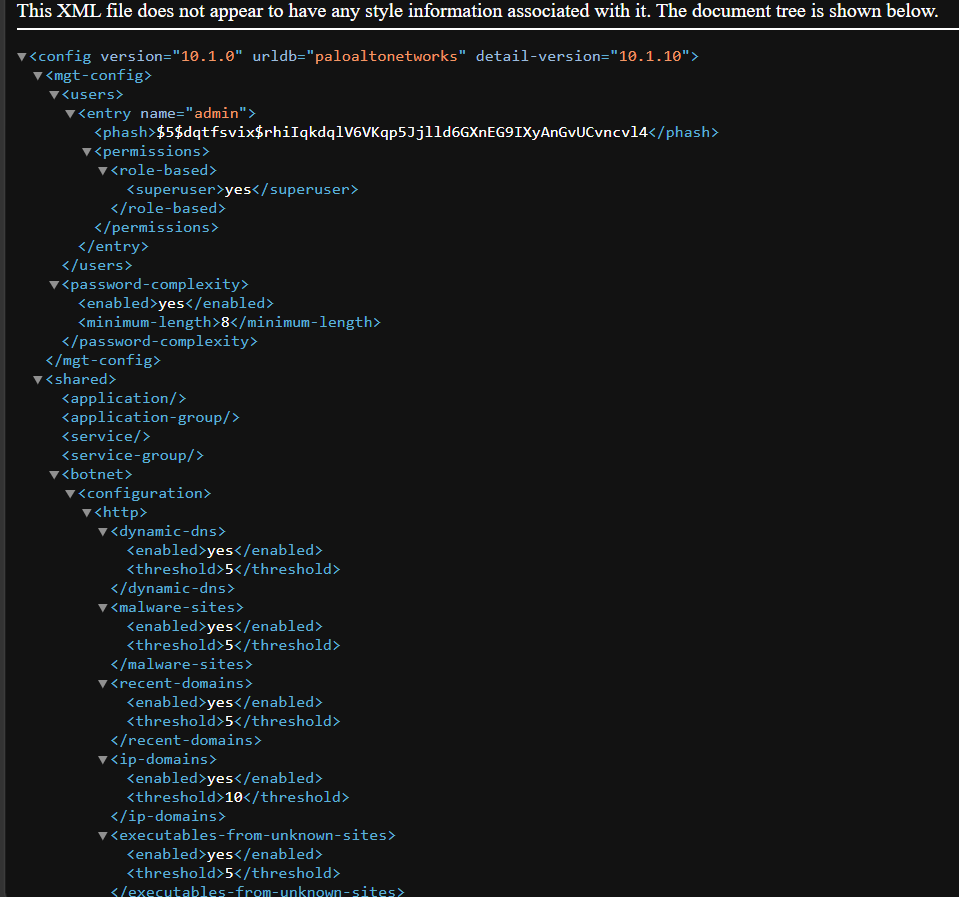 This XML file does not appear to have any style information associated with it. The document tree is shown below.
▼<config version="10.1.0" urldb="paloaltonetworks" detail-version="10.1.10">
▼<mgt-config>
▼<users>
▼<entry name="admin">
<phash>$5$dqtfsvix$rhiIqkdqlV6VKqp5Jjlld6GXnEG9IXyAnGvUCvncvl4</phash>
▼<permissions>
▼<role-based>
<superuser>yes</superuser>
</role-based>
</permissions>
</entry>
</users>
▼<password-complexity>
<enabled>yes</enabled>
<minimum-length>8</minimum-length>
</password-complexity>
</mgt-config>
▼<shared>
<application/>
<application-group/>
<service/>
<service-group/>
▼<botnet>
▼<configuration>
▼<http>
▼<dynamic-dns>
<enabled>yes</enabled>
<threshold>5</threshold>
</dynamic-dns>
▼<malware-sites>
<enabled>yes</enabled>
<threshold>5</threshold>
</malware-sites>
▼<recent-domains>
<enabled>yes</enabled>
<threshold>5</threshold>
</recent-domains>
▼<ip-domains>
<enabled>yes</enabled>
<threshold>10</threshold>
</ip-domains>
▼<executables-from-unknown-sites>
<enabled>yes</enabled>
<threshold>5</threshold>
</executables-from-unknown-sites>